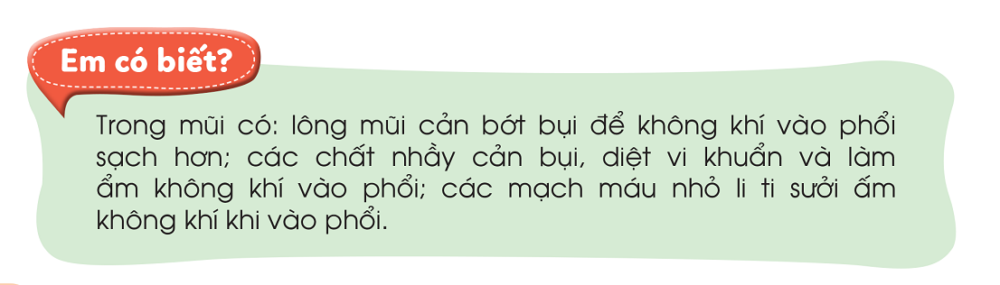 Em có biết?
Trong mũi có: lông mũi cản bớt bụi để không khí vào phổi
sạch hơn; các chất nhầy cản bụi, diệt vi khuẩn và làm
ẩm không khí vào phổi; các mạch máu nhỏ li ti sưởi ấm
không khí khi vào phổi.